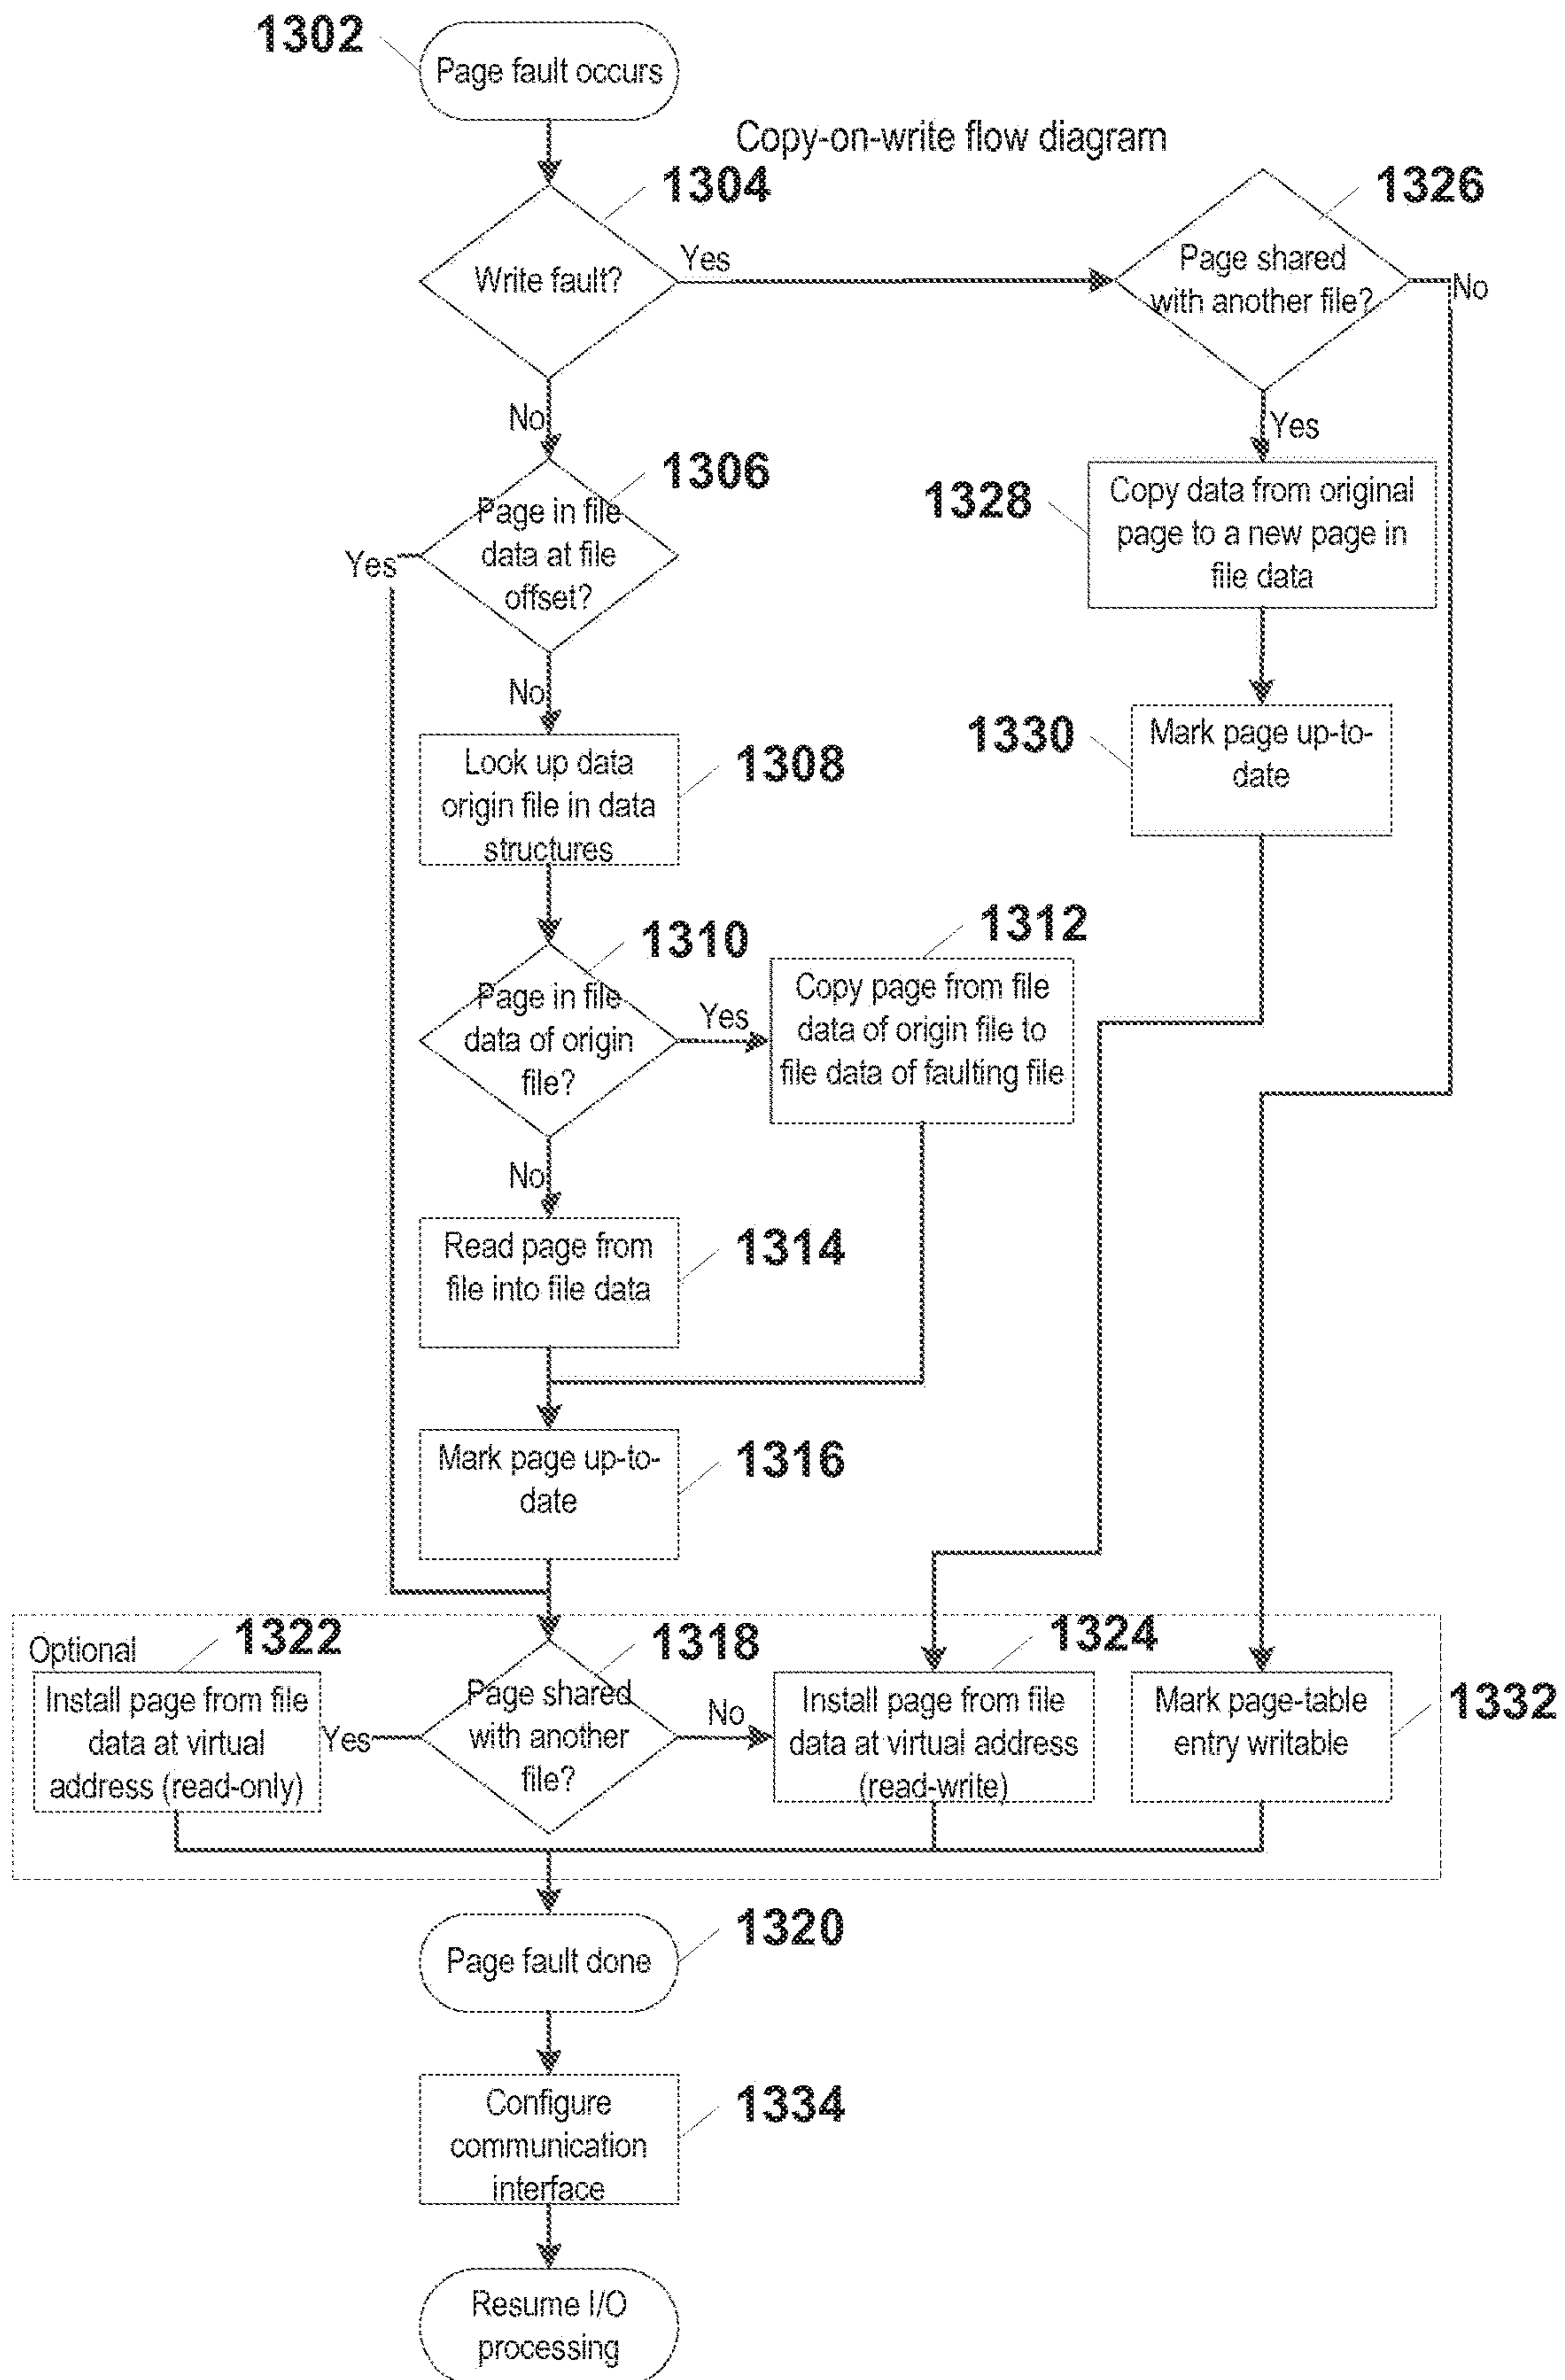 1302
Page fault occurs
Copy-on-write flow diagram
1304
1326
Write fault?
Yes
Page shared
with another file?
No
No
Yes
1306
Page in file
data at file
offset?
Yes
1328
Copy data from original
page to a new page in
file data
No
1308
Look up data
origin file in data
structures
1330
Mark page up-to-
date
1310
Page in file
data of origin
file?
Yes
1312
Copy page from file
data of origin file to
file data of faulting file
No
1314
Read page from
file into file data
1316
Mark page up-to-
date
Optional
1322
Install page from file
data at virtual
address (read-only)
Yes
1318
Page shared
with another
file?
No
1324
Install page from file
data at virtual address
(read-write)
Mark page-table
entry writable
1332
1320
Page fault done
1334
Configure
communication
interface
Resume I/O
processing